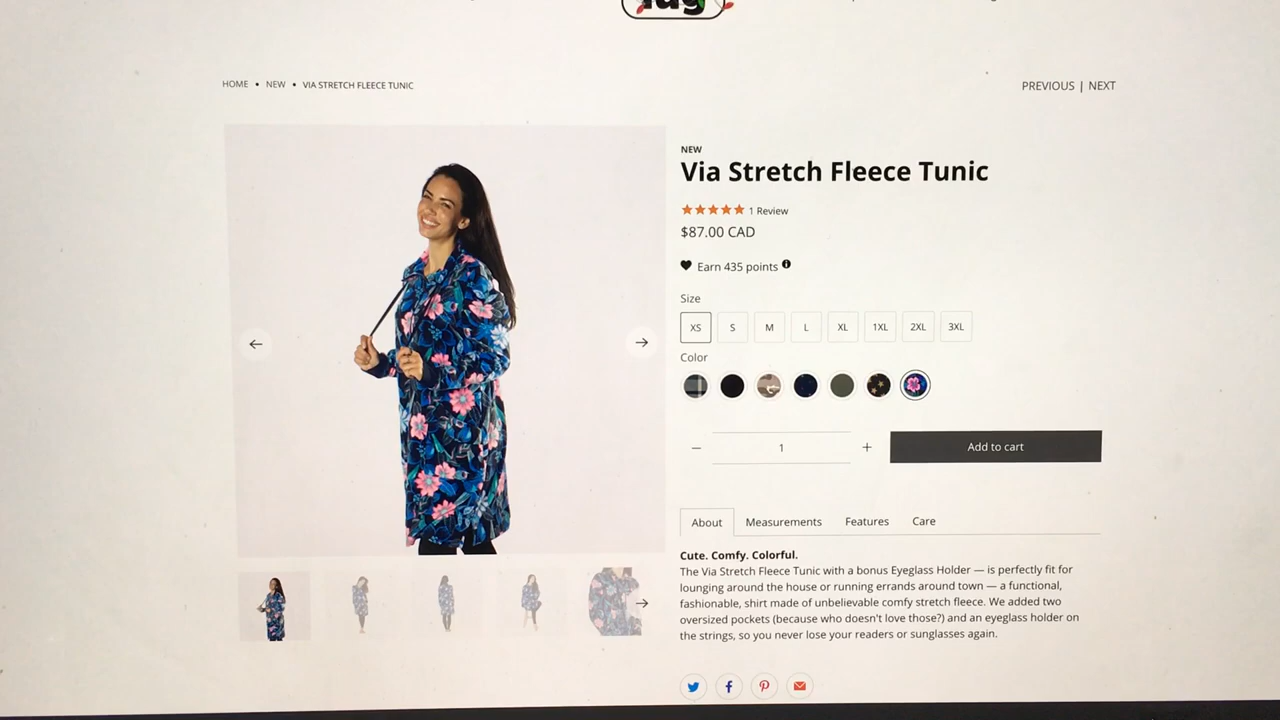 lug
HOME • NEW • VIA STRETCH FLEECE TUNIC
PREVIOUS | NEXT
NEW
Via Stretch Fleece Tunic
1 Review
$87.00 CAD
Earn 435 points
Size
XS S M L XL 1XL 2XL 3XL
Color
1
Add to cart
About Measurements Features Care
Cute. Comfy. Colorful.
The Via Stretch Fleece Tunic with a bonus Eyeglass Holder — is perfectly fit for
lounging around the house or running errands around town — a functional,
fashionable, shirt made of unbelievable comfy stretch fleece. We added two
oversized pockets (because who doesn't love those?) and an eyeglass holder on
the strings, so you never lose your readers or sunglasses again.